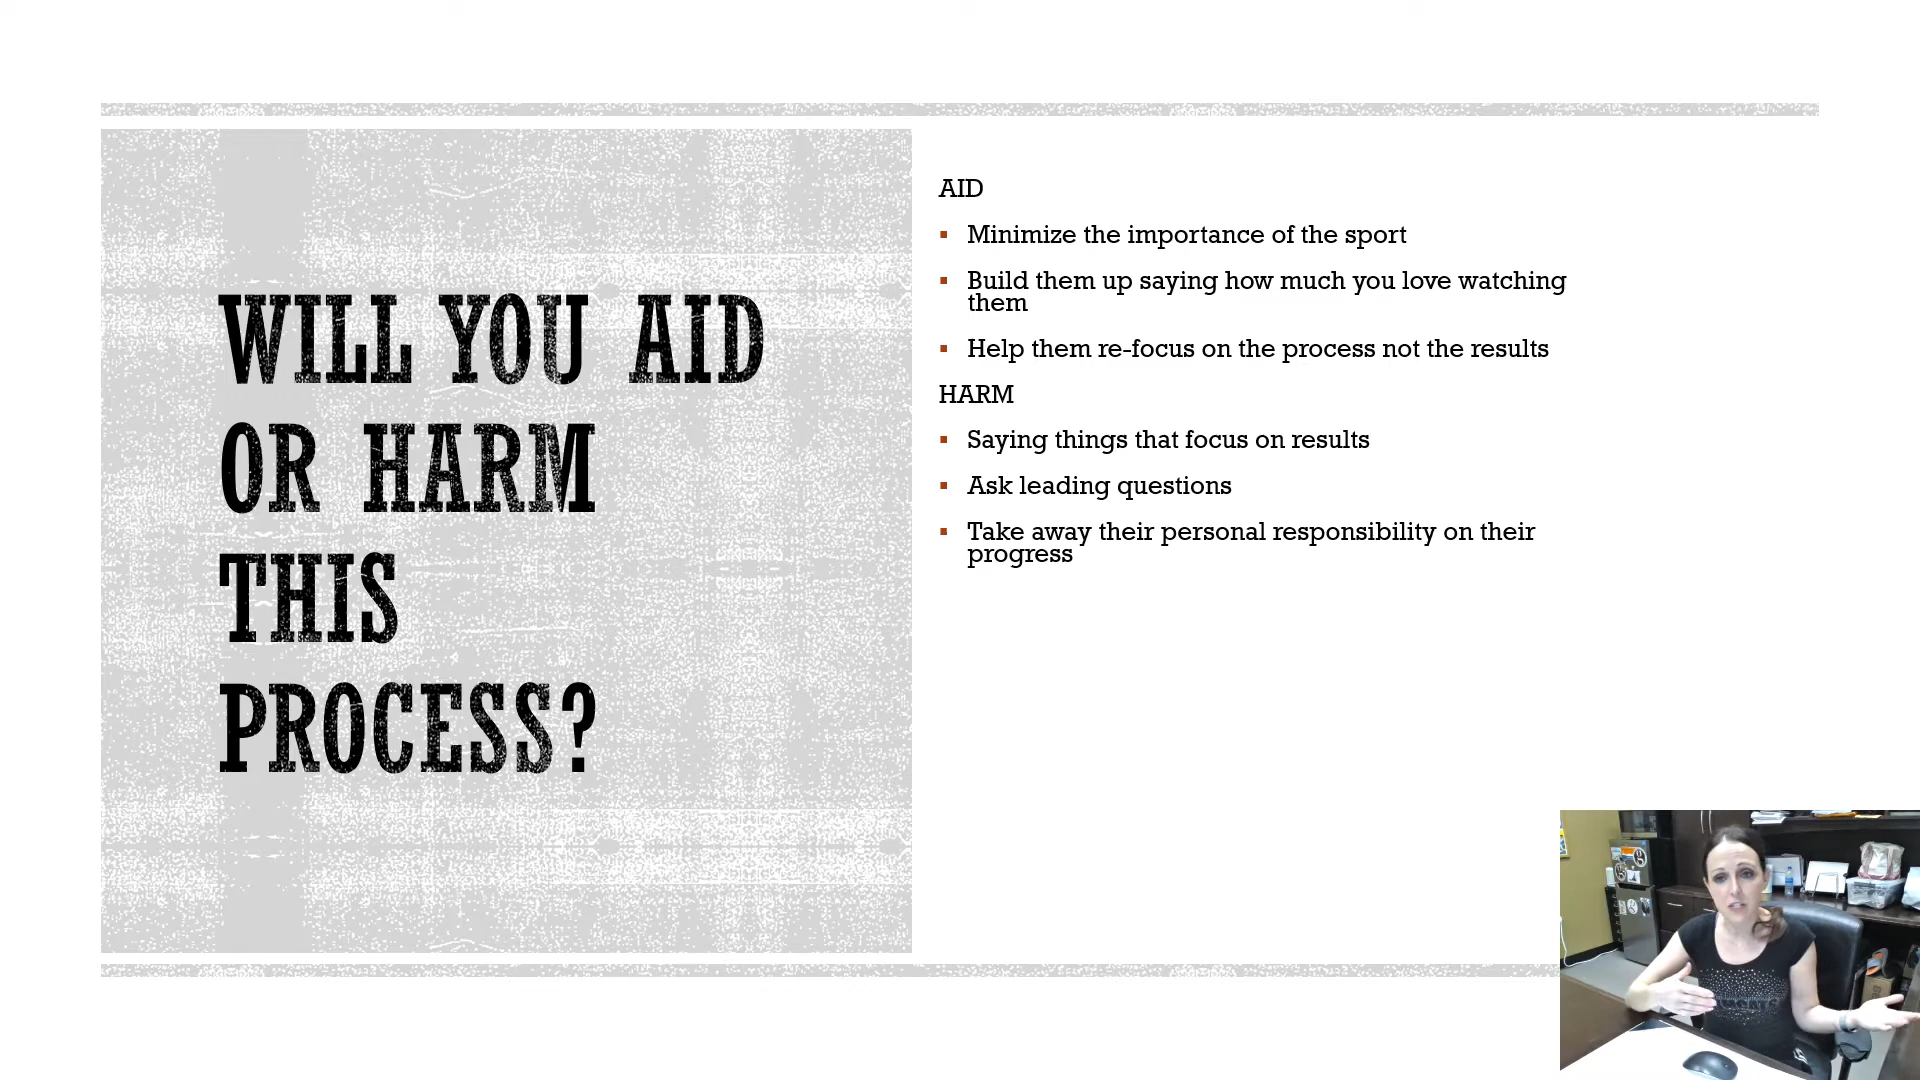 WILL YOU AID
OR HARM
THIS
PROCESS?
AID
▪ Minimize the importance of the sport
▪ Build them up saying how much you love watching
them
▪ Help them re-focus on the process not the results
HARM
▪ Saying things that focus on results
▪ Ask leading questions
▪ Take away their personal responsibility on their
progress